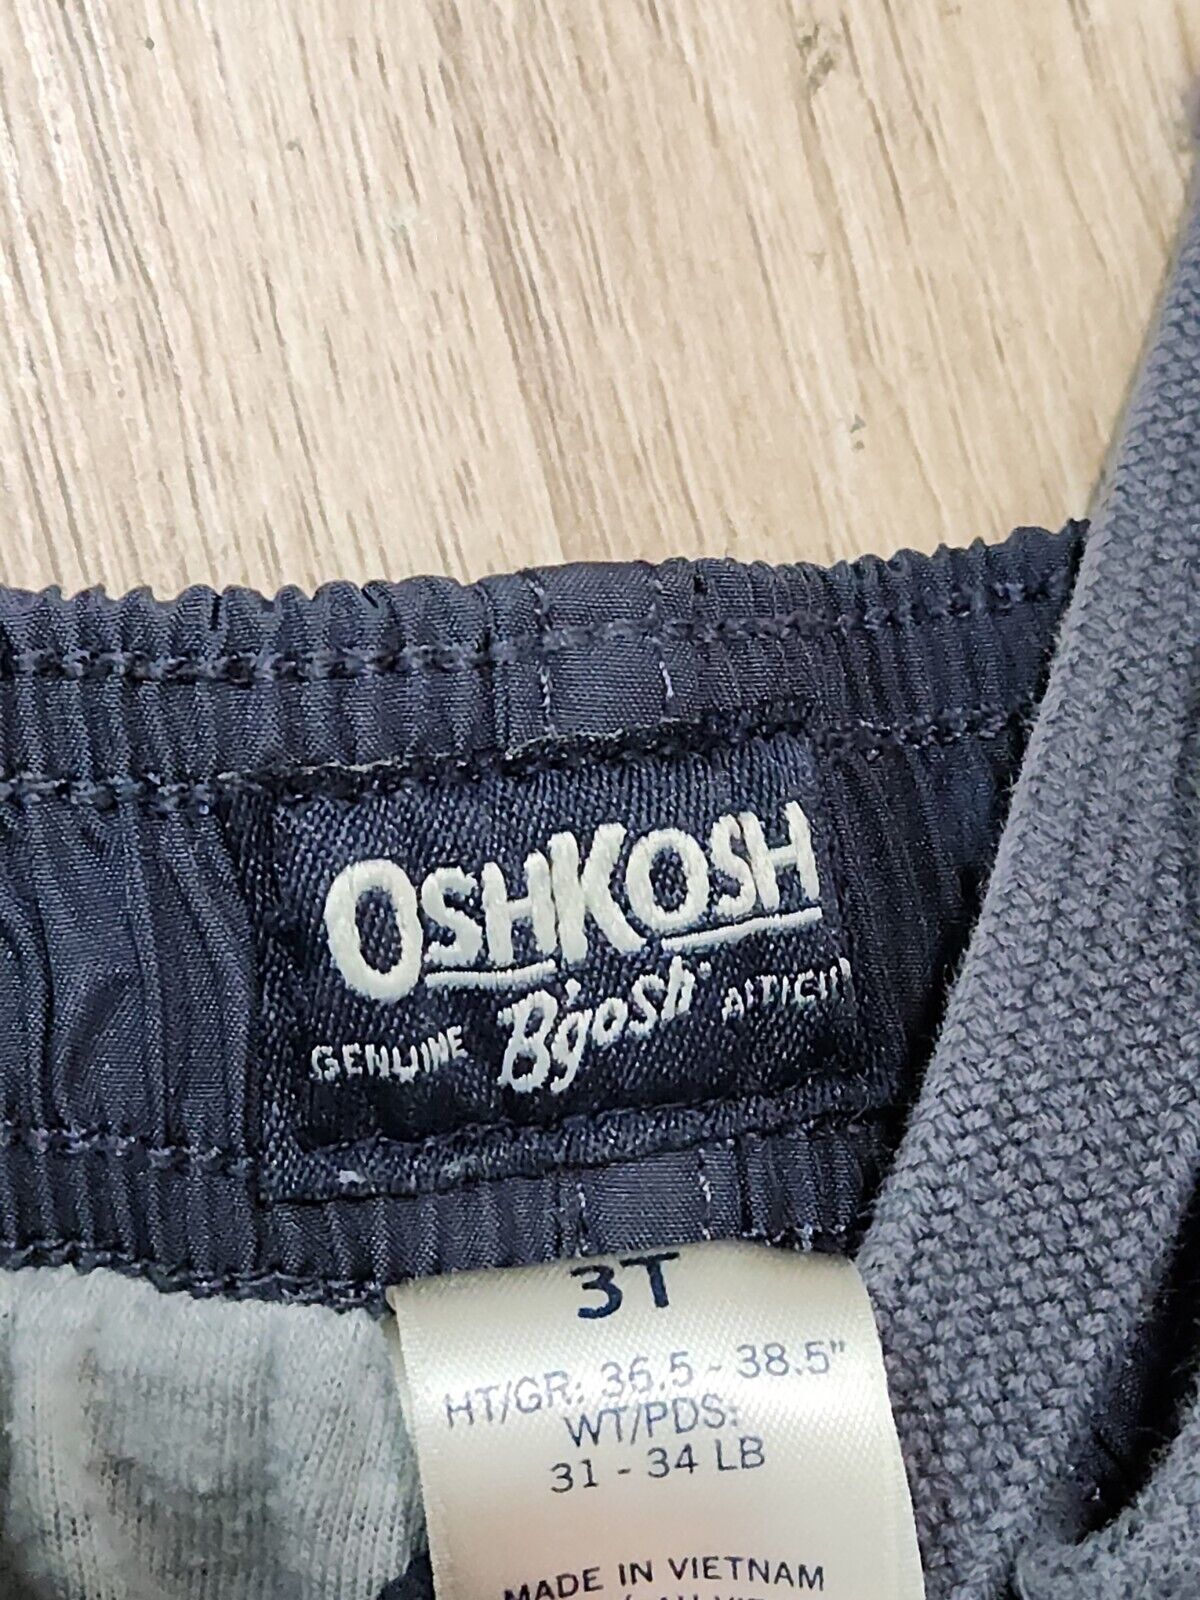 OSHKOSH
GENUINE B'gosh
3T
HT/GR: 36.5 - 38.5"
WT/PDS:
31 - 34 LB
MADE IN VIETNAM